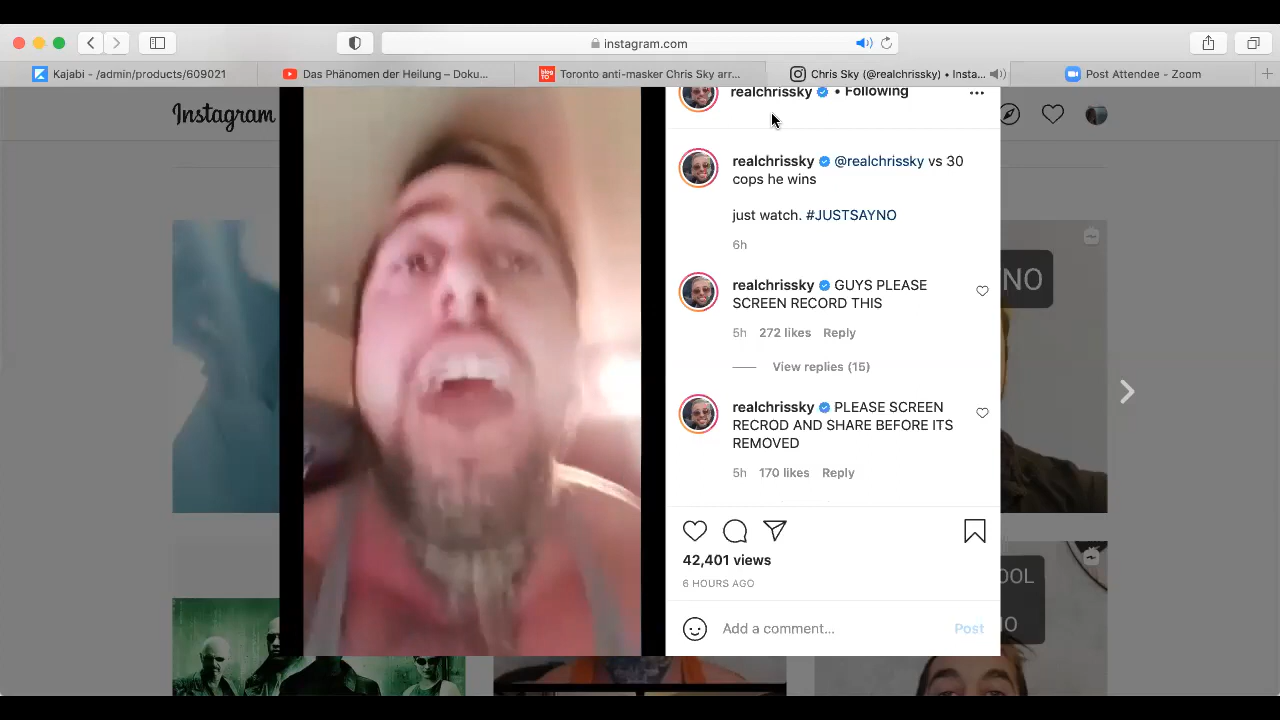 instagram.com
Kajabi - /admin/products/609021
Das Phänomen der Heilung – Doku...
blog TO
Toronto anti-masker Chris Sky arr...
Chris Sky (@realchrissky) • Insta...
Post Attendee - Zoom
Instagram
realchrissky • Following
realchrissky @realchrissky vs 30
cops he wins
just watch. #JUSTSAYNO
6h
realchrissky GUYS PLEASE
SCREEN RECORD THIS
5h 272 likes Reply
View replies (15)
realchrissky PLEASE SCREEN
RECROD AND SHARE BEFORE ITS
REMOVED
5h 170 likes Reply
42,401 views
6 HOURS AGO
Add a comment... Post
NO
OOL